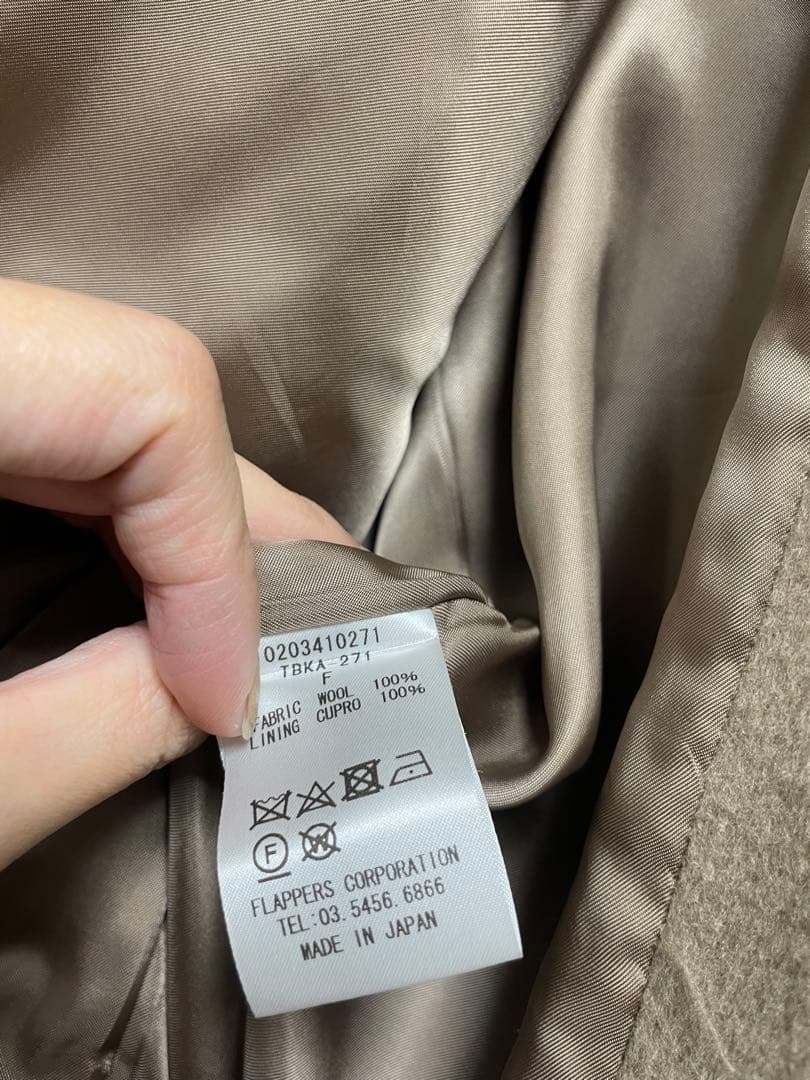 0203410271
TBKA-271
F
FABRIC WOOL 100%
LINING CUPRO 100%
F W
FLAPPERS CORPORATION
TEL:03.5456.6866
MADE IN JAPAN